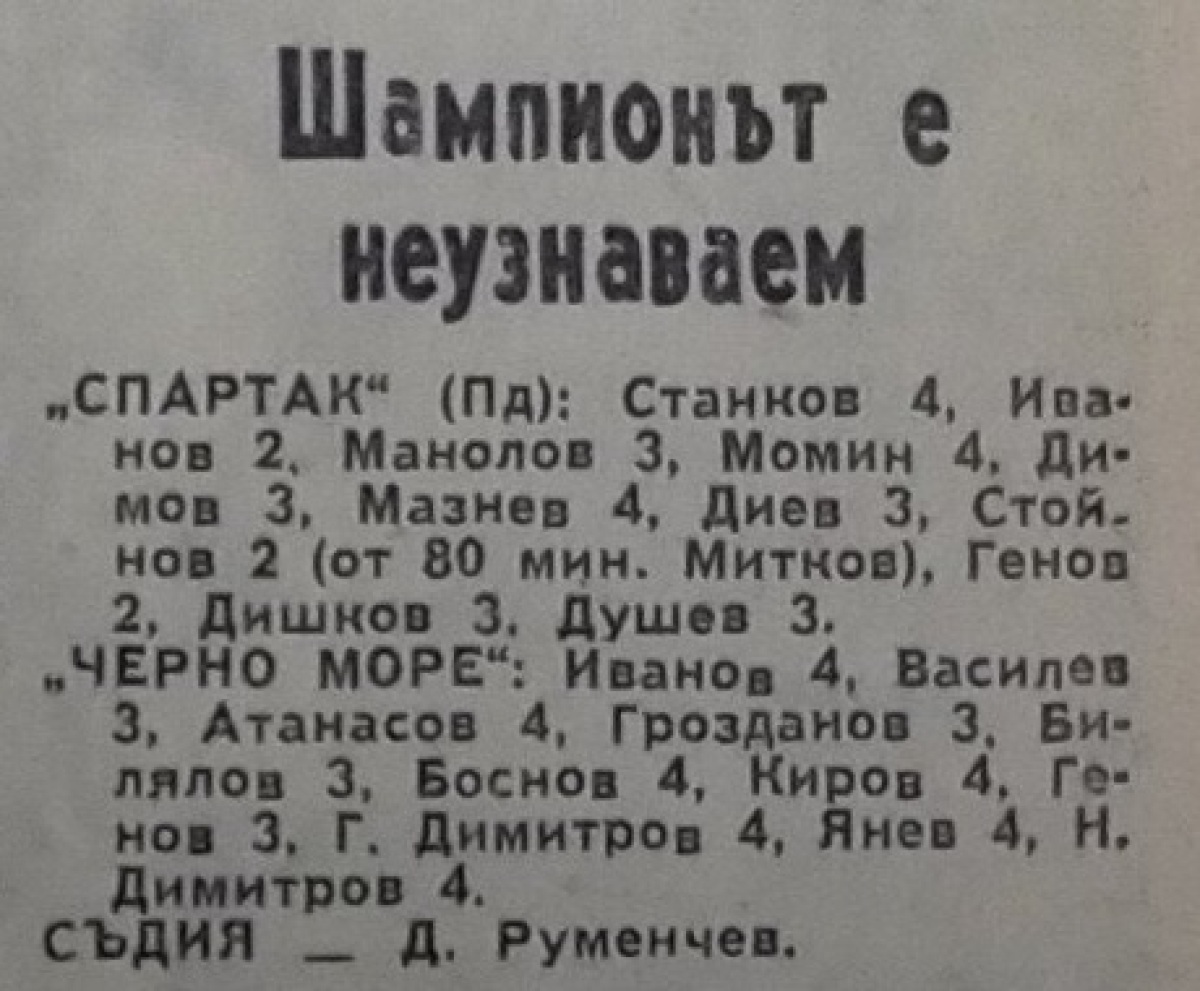 Шампионът е
неузнаваем
„СПАРТАК“ (Пд): Станков 4, Ива-
нов 2, Манолов 3, Момин 4, Ди-
мов 3, Мазнев 4, Диев 3, Стой-
нов 2 (от 80 мин. Митков), Генов
2, Дишков 3, Душев 3.
„ЧЕРНО МОРЕ“: Иванов 4, Василев
3, Атанасов 4, Грозданов 3, Би-
лялов 3, Боснов 4, Киров 4, Ге-
нов 3, Г. Димитров 4, Янев 4, Н.
Димитров 4.
СЪДИЯ — Д. Руменчев.